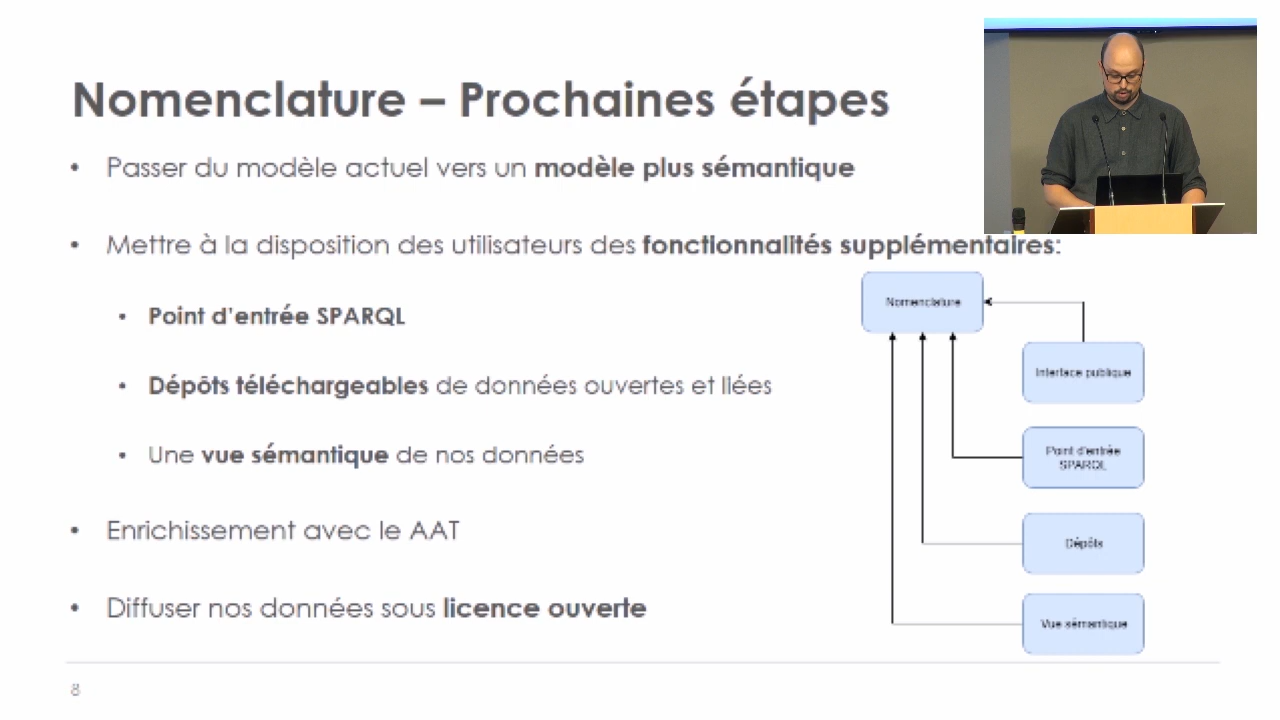 Nomenclature – Prochaines étapes
• Passer du modèle actuel vers un modèle plus sémantique
• Mettre à la disposition des utilisateurs des fonctionnalités supplémentaires:
• Point d'entrée SPARQL
• Dépôts téléchargeables de données ouvertes et liées
• Une vue sémantique de nos données
• Enrichissement avec le AAT
• Diffuser nos données sous licence ouverte
Nomenclature
Interface publique
Point d'entrée
SPARQL
Dépôts
Vue sémantique
8